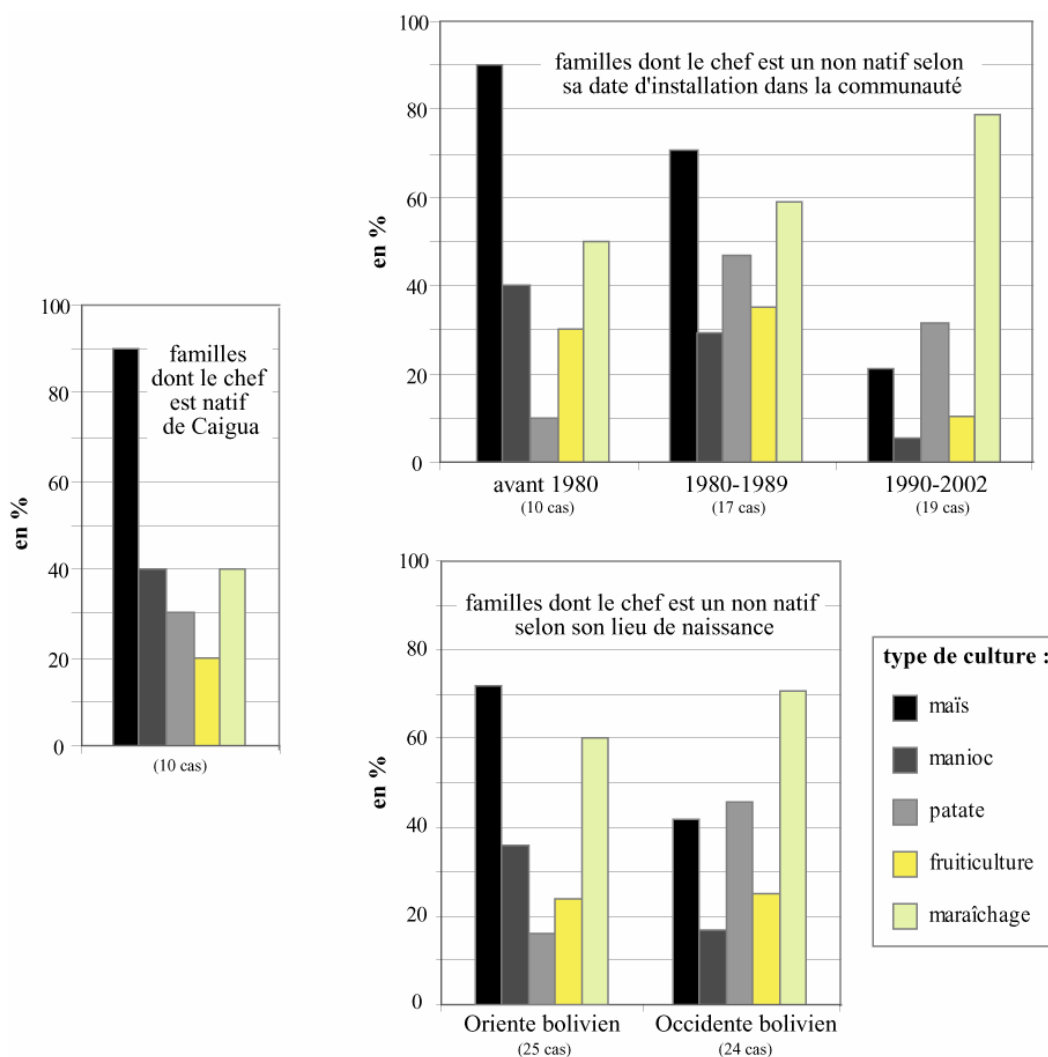 100
80
60
40
20
0
en %
familles
dont le chef
est natif
de Caigua
(10 cas)
100
80
60
40
20
0
en %
familles dont le chef est un non natif selon
sa date d'installation dans la communauté
avant 1980
(10 cas)
1980-1989
(17 cas)
1990-2002
(19 cas)
100
80
60
40
20
0
en %
familles dont le chef est un non natif
selon son lieu de naissance
Oriente bolivien
(25 cas)
Occidente bolivien
(24 cas)
type de culture :
maïs
manioc
patate
fruiticulture
maraîchage